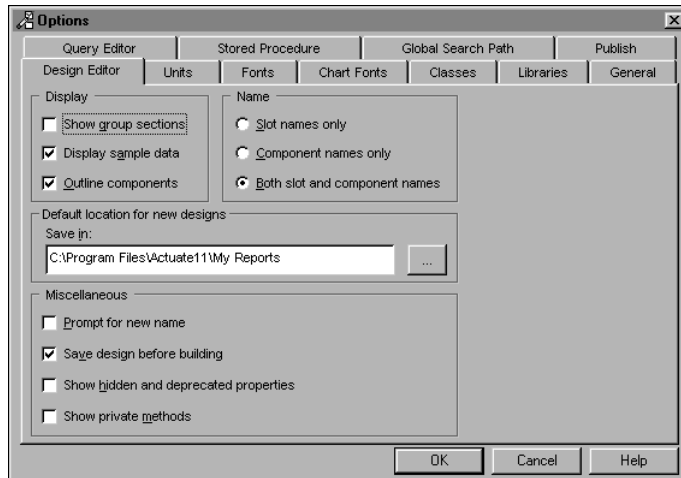 Options
Query Editor Stored Procedure Global Search Path Publish
Design Editor Units Fonts Chart Fonts Classes Libraries General
Display
Show group sections
Display sample data
Outline components
Name
Slot names only
Component names only
Both slot and component names
Default location for new designs
Save in:
C:\Program Files\Actuate11\My Reports
...
Miscellaneous
Prompt for new name
Save design before building
Show hidden and deprecated properties
Show private methods
OK Cancel Help